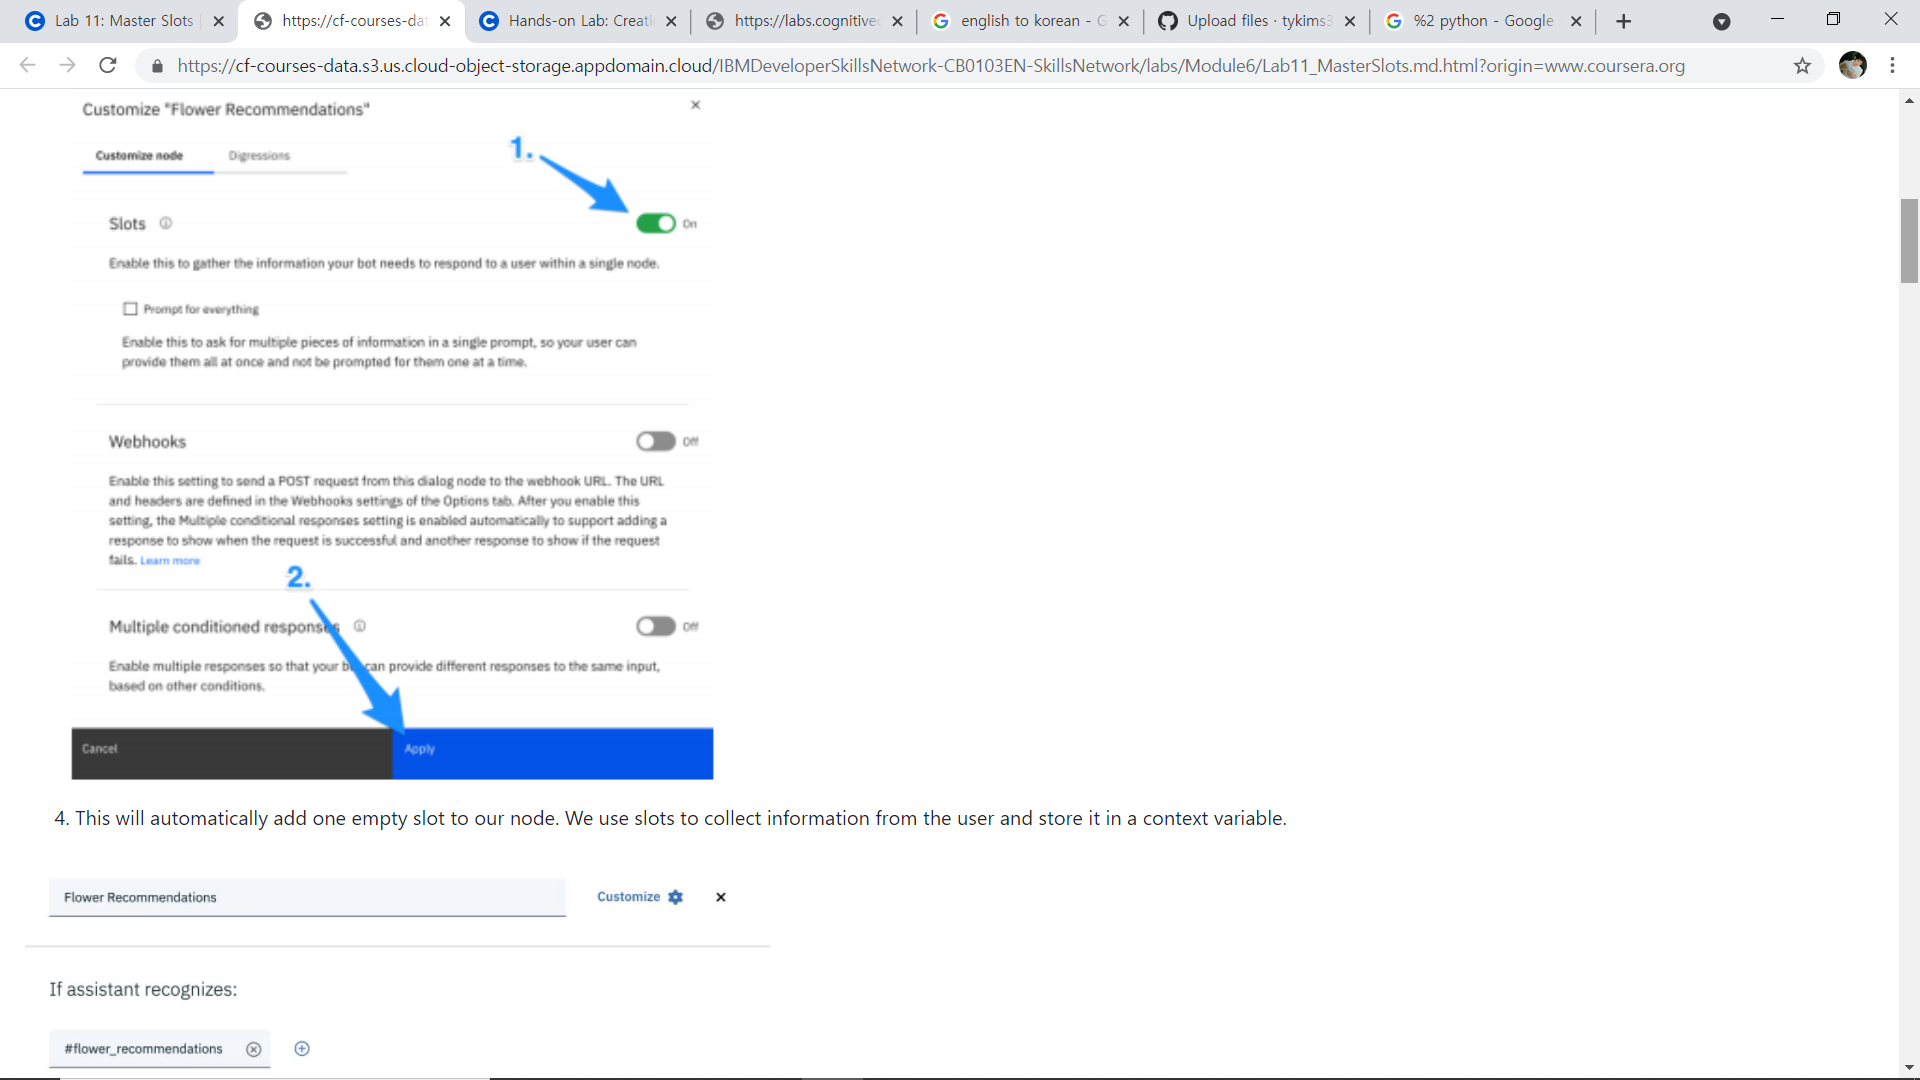 Lab 11: Master Slots
https://cf-courses-dat
Hands-on Lab: Creati
https://labs.cognitivec
english to korean - G
Upload files · tykims3
%2 python - Google
https://cf-courses-data.s3.us.cloud-object-storage.appdomain.cloud/IBMDeveloperSkillsNetwork-CB0103EN-SkillsNetwork/labs/Module6/Lab11_MasterSlots.md.html?origin=www.coursera.org
Customize "Flower Recommendations"
1.
Customize node
Digressions
Slots
On
Enable this to gather the information your bot needs to respond to a user within a single node.
Prompt for everything
Enable this to ask for multiple pieces of information in a single prompt, so your user can
provide them all at once and not be prompted for them one at a time.
Webhooks
Off
Enable this setting to send a POST request from this dialog node to the webhook URL. The URL
and headers are defined in the Webhooks settings of the Options tab. After you enable this
setting, the Multiple conditional responses setting is enabled automatically to support adding a
response to show when the request is successful and another response to show if the request
fails. Learn more
2.
Multiple conditioned responses
Off
Enable multiple responses so that your bot can provide different responses to the same input,
based on other conditions.
Cancel
Apply
4. This will automatically add one empty slot to our node. We use slots to collect information from the user and store it in a context variable.
Flower Recommendations
Customize
If assistant recognizes:
#flower_recommendations